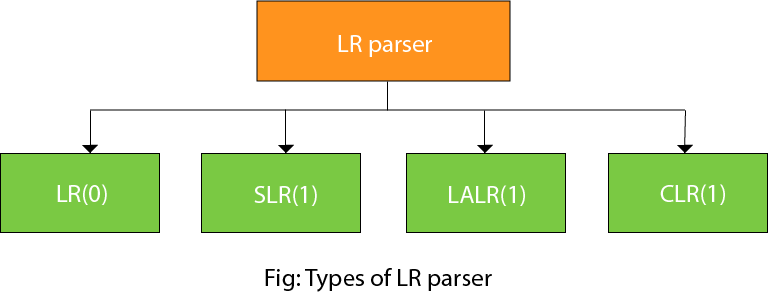 LR parser
LR(0)
SLR(1)
LALR(1)
CLR(1)
Fig: Types of LR parser